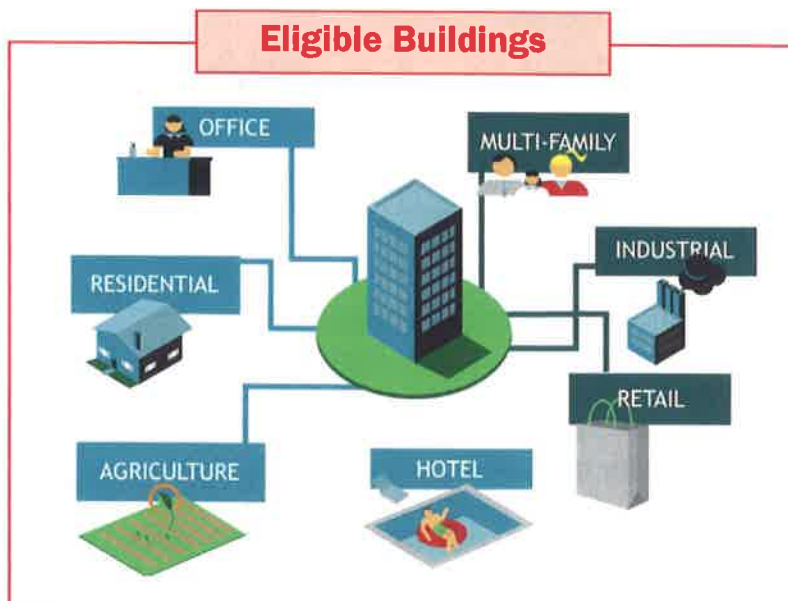 Eligible Buildings
OFFICE
MULTI-FAMILY
INDUSTRIAL
RESIDENTIAL
RETAIL
AGRICULTURE
HOTEL